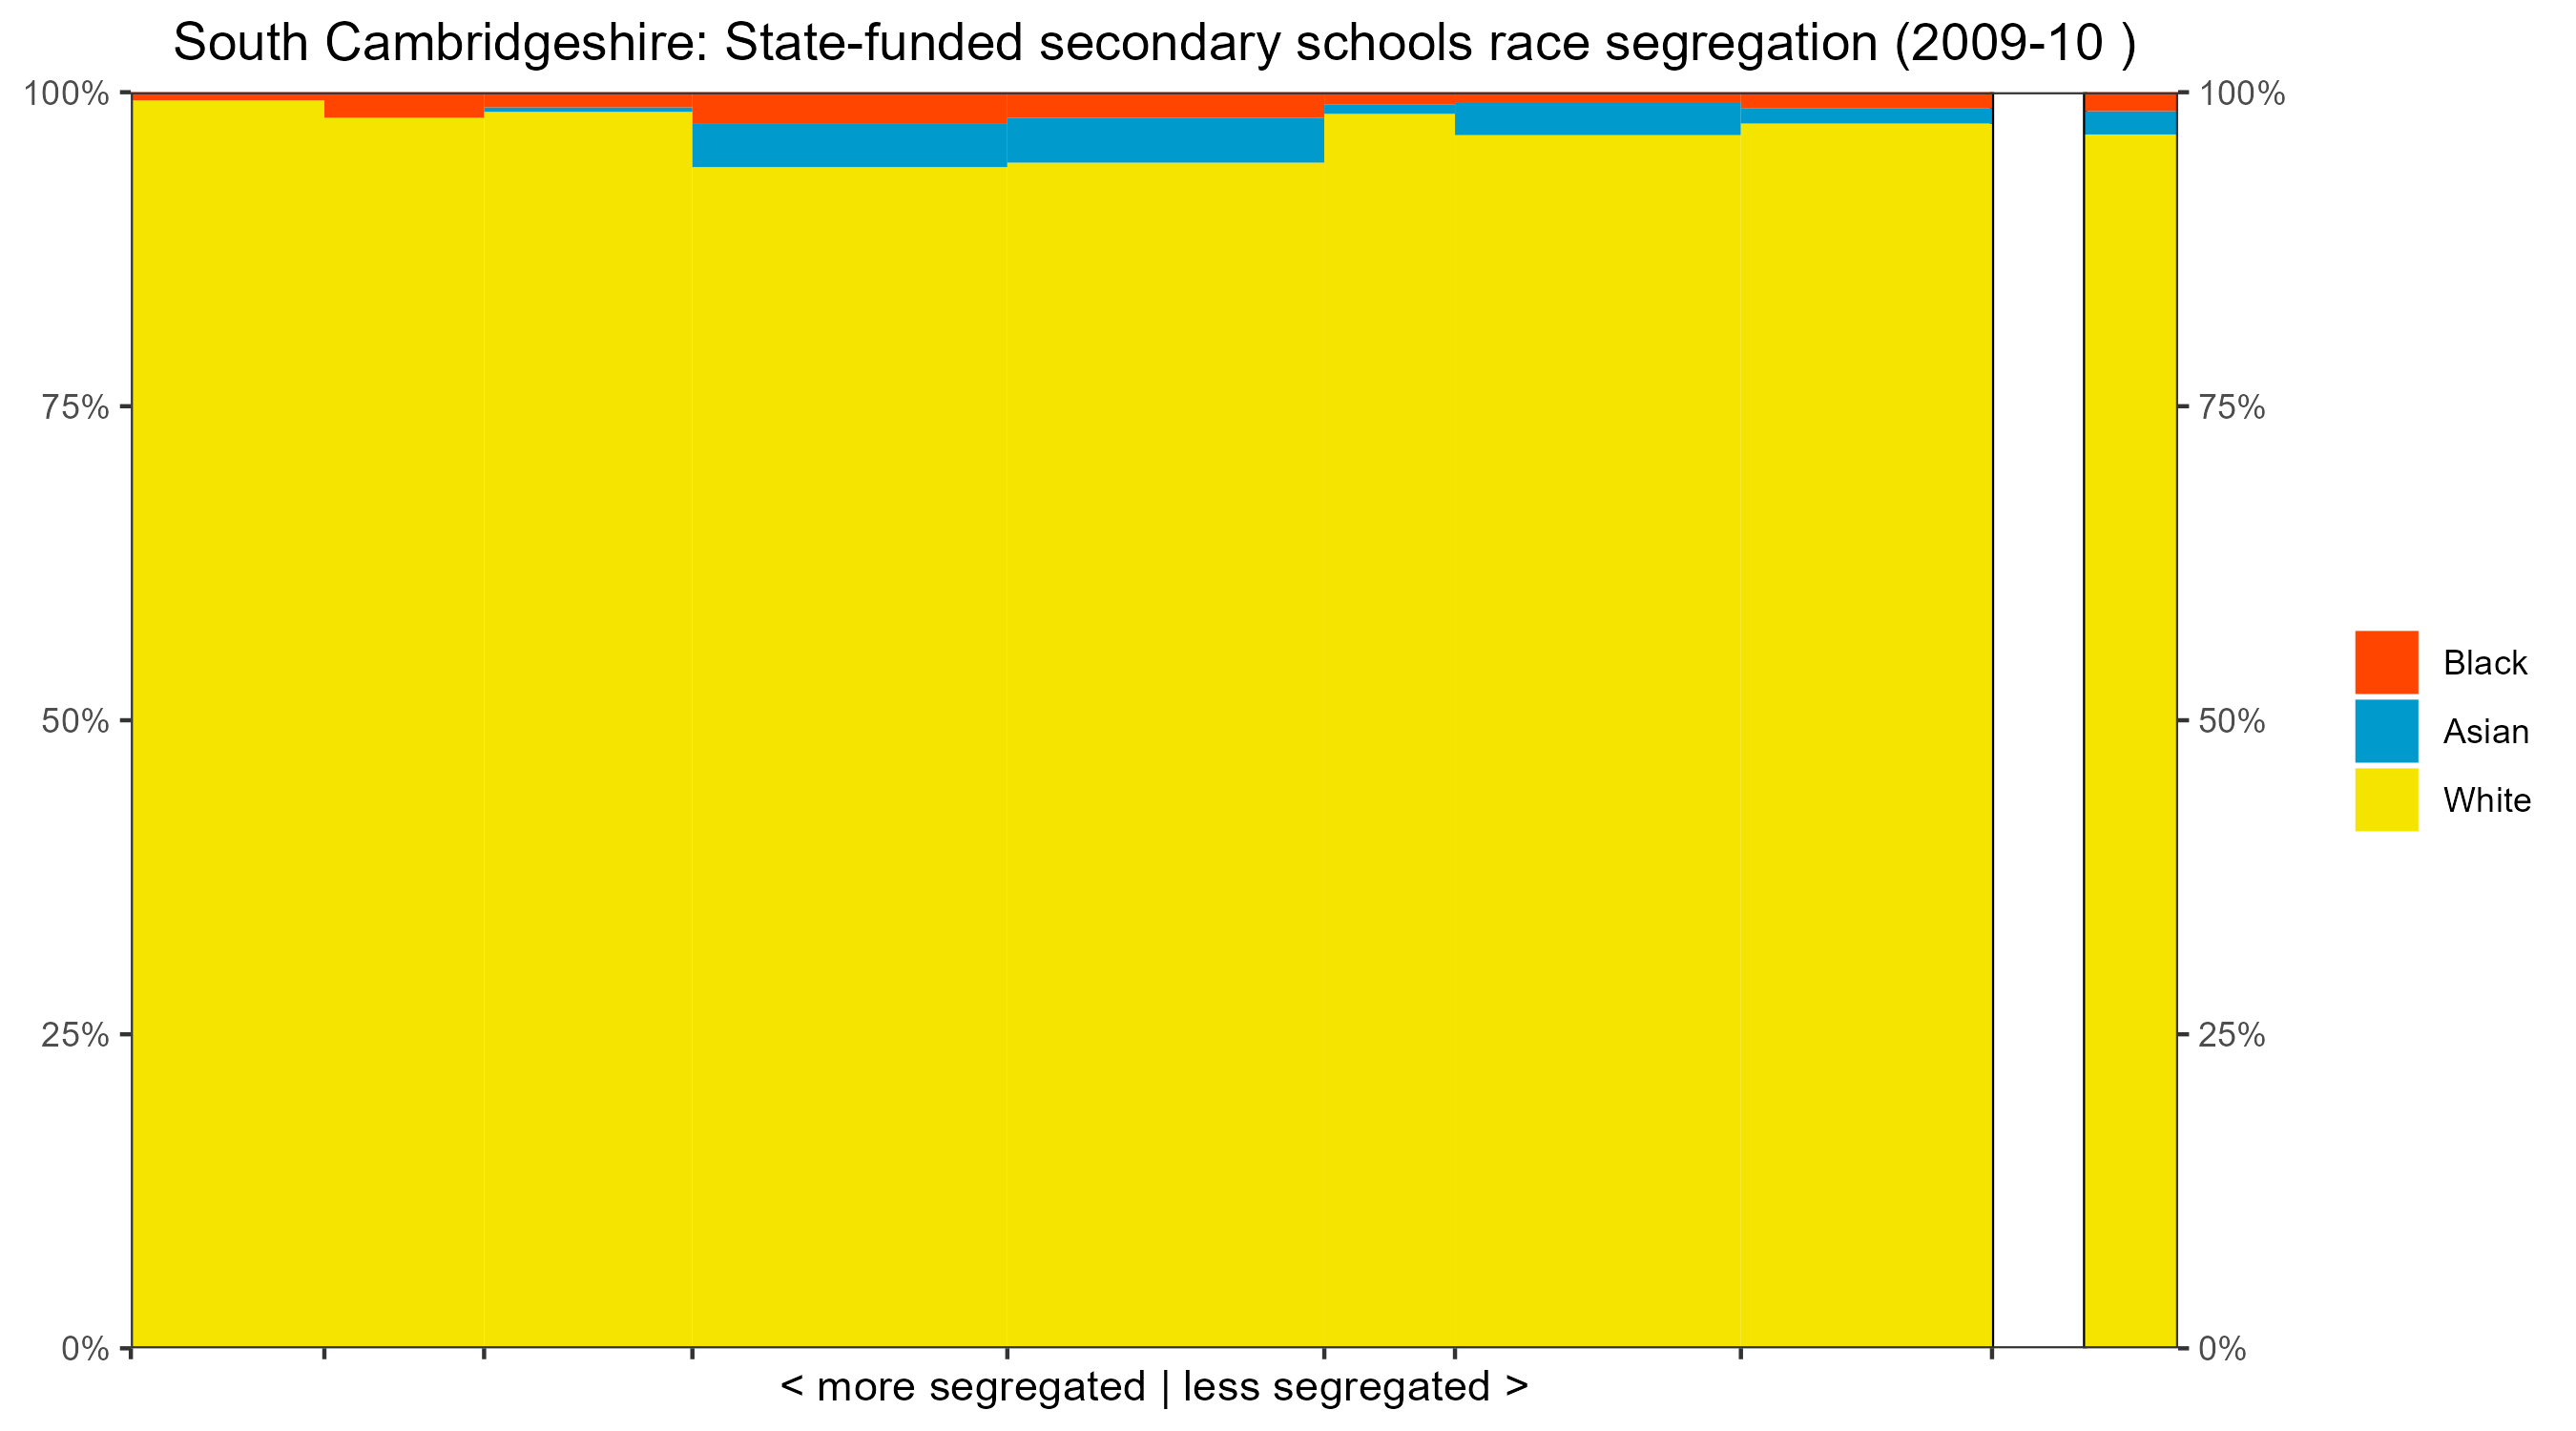 South Cambridgeshire: State-funded secondary schools race segregation (2009-10 )
100%
75%
50%
25%
0%
100%
75%
50%
25%
0%
Black
Asian
White
< more segregated | less segregated >